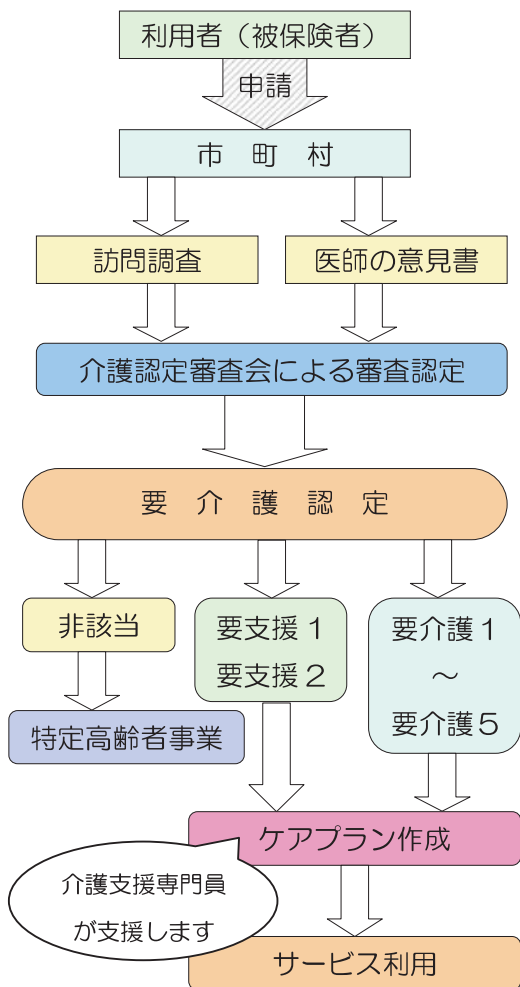 利用者（被保険者）
申請
市　町　村
訪問調査
医師の意見書
介護認定審査会による審査認定
要　介　護　認　定
非該当
要支援１
要支援２
要介護１
～
要介護５
特定高齢者事業
ケアプラン作成
介護支援専門員
が支援します
サービス利用